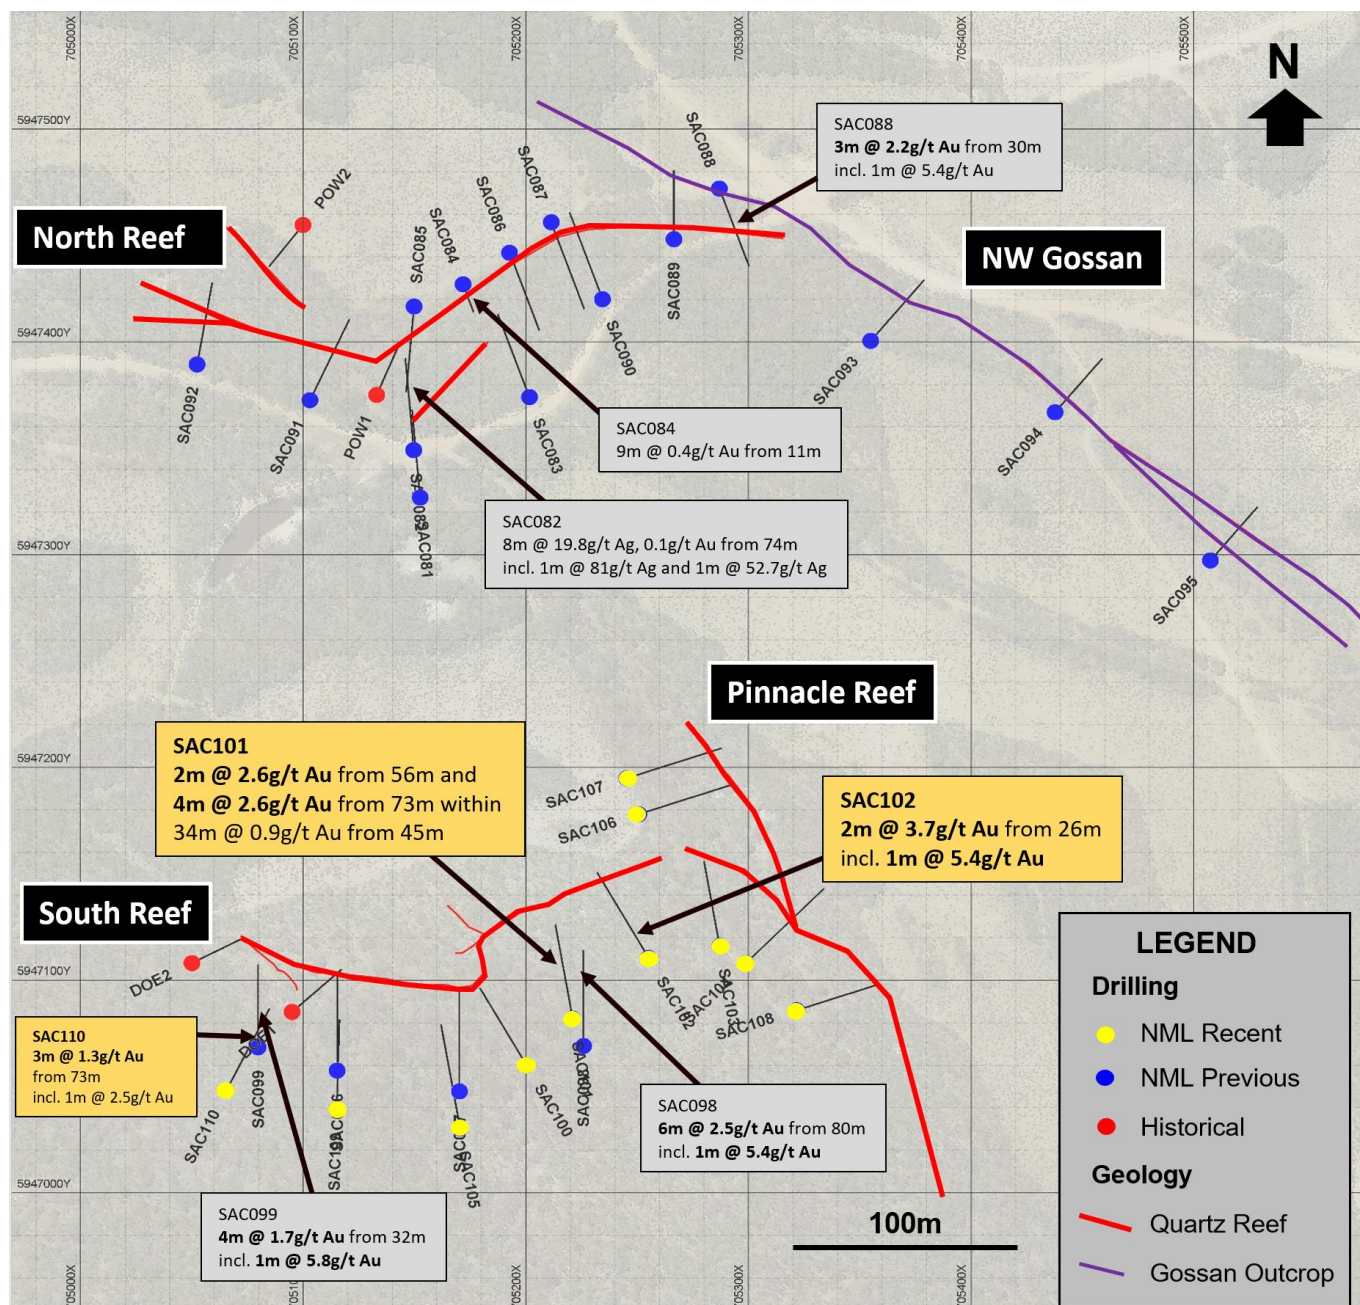 705000X
705100X
705200X
705300X
705400X
705500X
N
5947500Y
SAC088
3m @ 2.2g/t Au from 30m
incl. 1m @ 5.4g/t Au
SAC088
SAC087
POW2
SAC086
SAC084
SAC085
North Reef
NW Gossan
SAC089
5947400Y
SAC090
SAC093
SAC092
SAC091
POW1
SAC083
SAC094
SAC084
9m @ 0.4g/t Au from 11m
SAC082
SAC081
SAC082
8m @ 19.8g/t Ag, 0.1g/t Au from 74m
incl. 1m @ 81g/t Ag and 1m @ 52.7g/t Ag
5947300Y
SAC095
Pinnacle Reef
SAC101
2m @ 2.6g/t Au from 56m and
4m @ 2.6g/t Au from 73m within
34m @ 0.9g/t Au from 45m
5947200Y
SAC107
SAC106
SAC102
2m @ 3.7g/t Au from 26m
incl. 1m @ 5.4g/t Au
South Reef
5947100Y
DOE2
SAC102
SAC103
SAC108
SAC110
3m @ 1.3g/t Au
from 73m
incl. 1m @ 2.5g/t Au
SAC110
SAC099
SAC100
SAC105
SAC098
6m @ 2.5g/t Au from 80m
incl. 1m @ 5.4g/t Au
5947000Y
SAC099
4m @ 1.7g/t Au from 32m
incl. 1m @ 5.8g/t Au
100m
LEGEND
Drilling
NML Recent
NML Previous
Historical
Geology
Quartz Reef
Gossan Outcrop
705200X
705300X
705400X